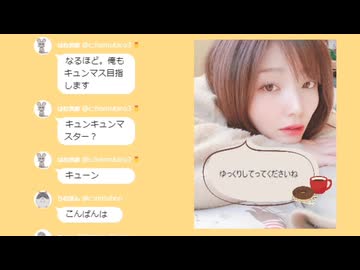 なるほど。俺も
キュンマス目指
します
キュンキュンマ
スター？
キューン
こんばんは
ゆっくりしてってくださいね